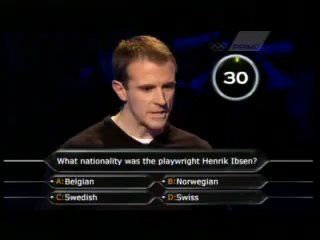 30
What nationality was the playwright Henrik Ibsen?
A: Belgian
B: Norwegian
C: Swedish
D: Swiss